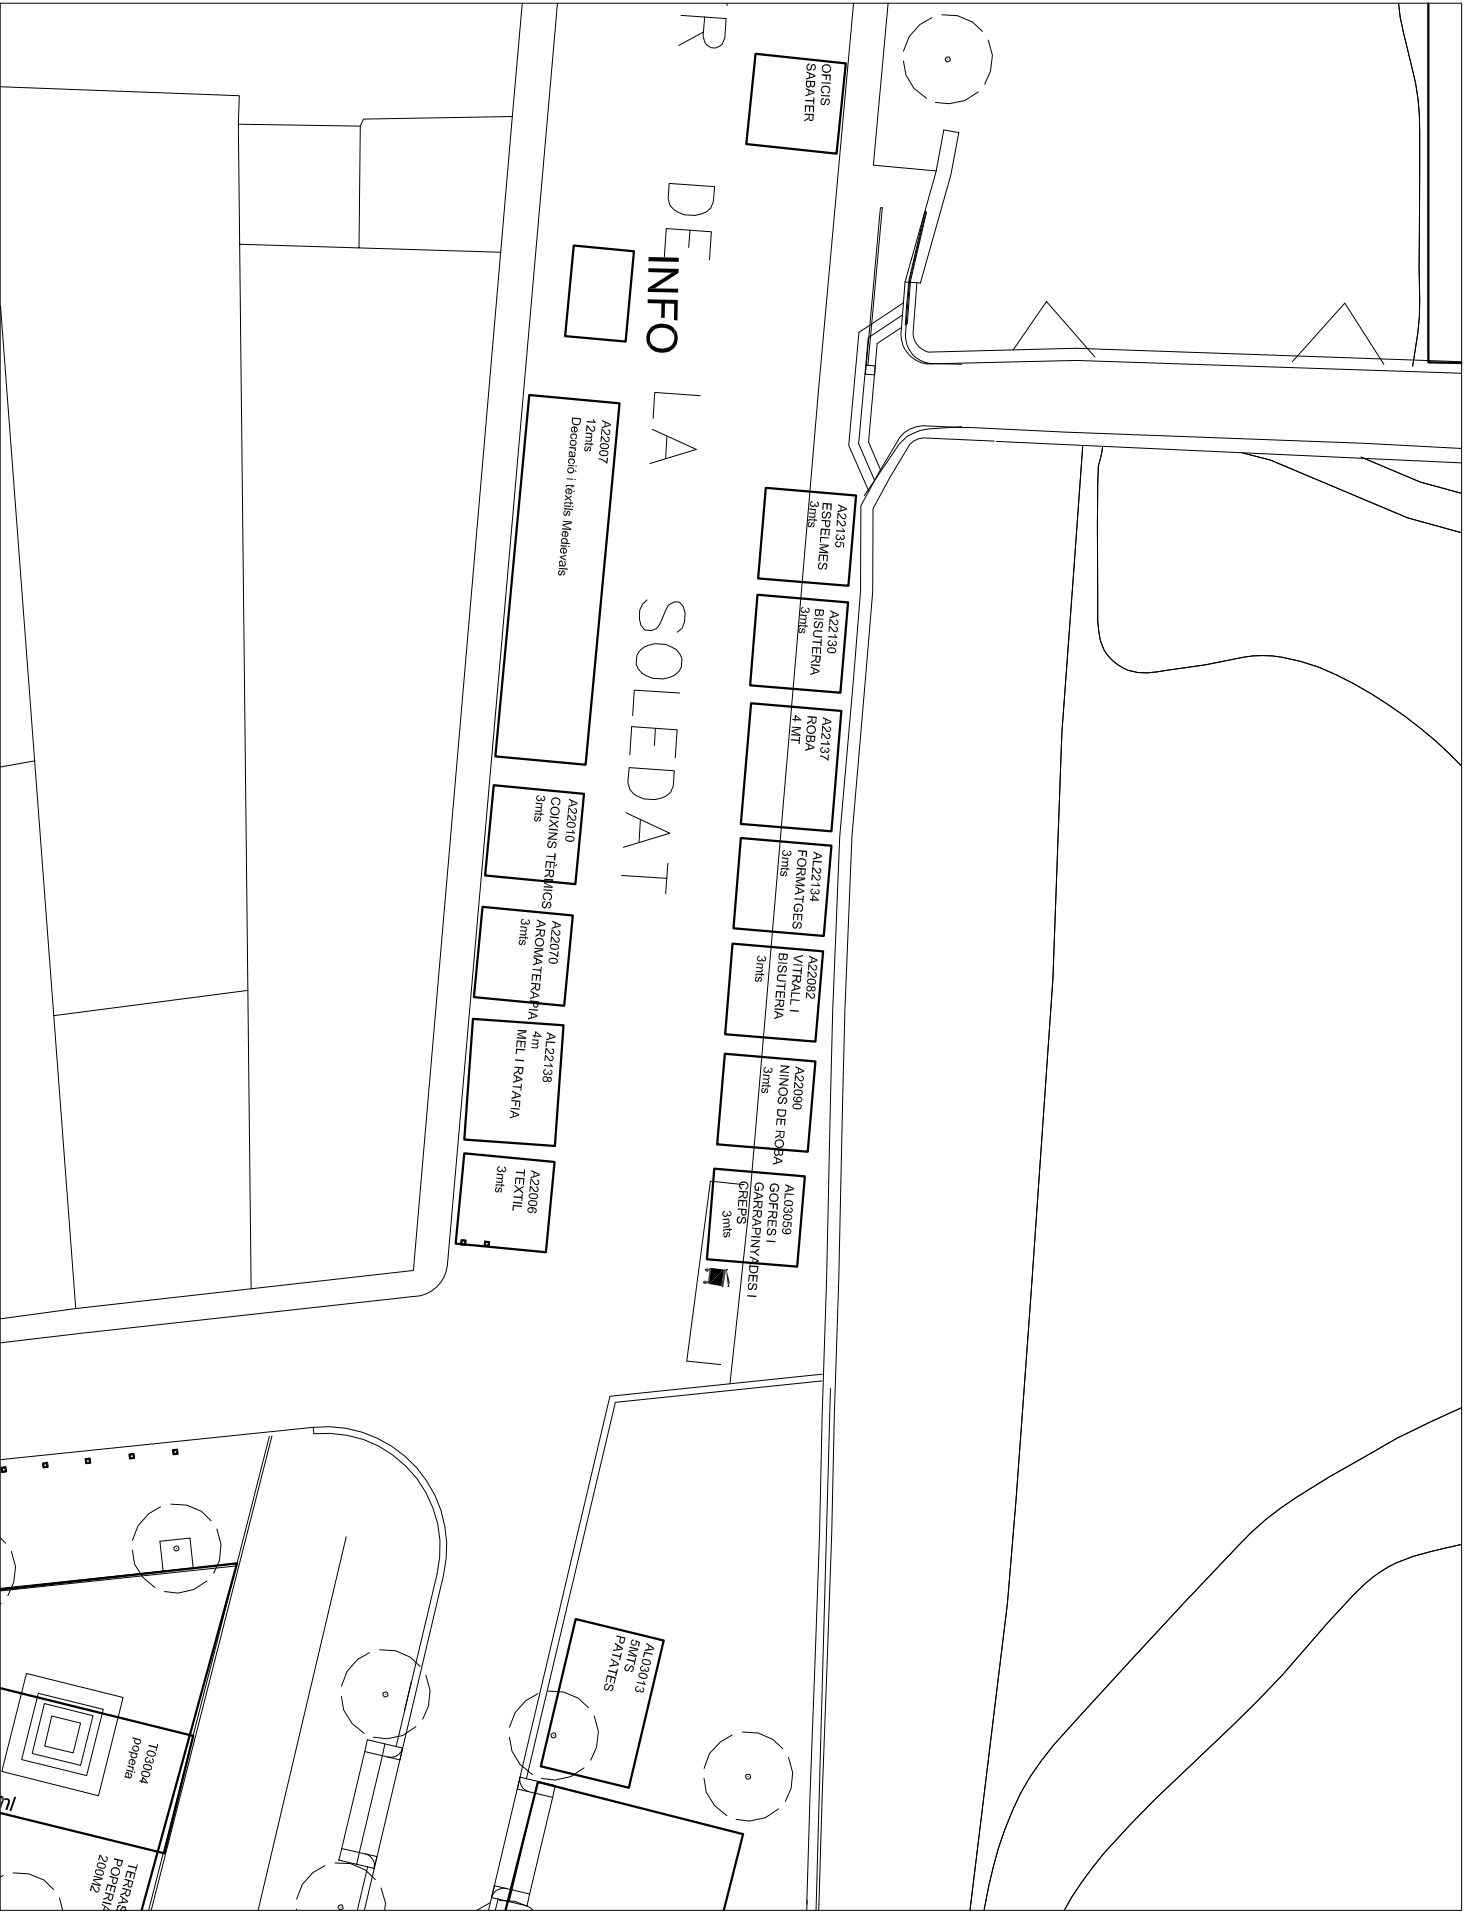 R
DE
LA
SOLEDAT
INFO
OFICIS
SABATER
A22007
12mts
Decoració i tèxtils Medievals
A22010
COIXINS TÈRMICS
3mts
A22070
AROMATERAPIA
3mts
AL22138
4m
MEL I RATAFIA
A22006
TEXTIL
3mts
A22135
ESPELMES
3mts
A22130
BISUTERIA
3mts
A22137
ROBA
4 MT
AL22134
FORMATGES
3mts
A22082
VITRALL I
BISUTERIA
3mts
A22090
NINOS DE ROBA
3mts
AL03059
GOFRES I
GARRAPINYADES I
CREPS
3mts
AL03013
5MTS
PATATES
T03004
poperia
ml
TERRAS
POPERIA
200M2